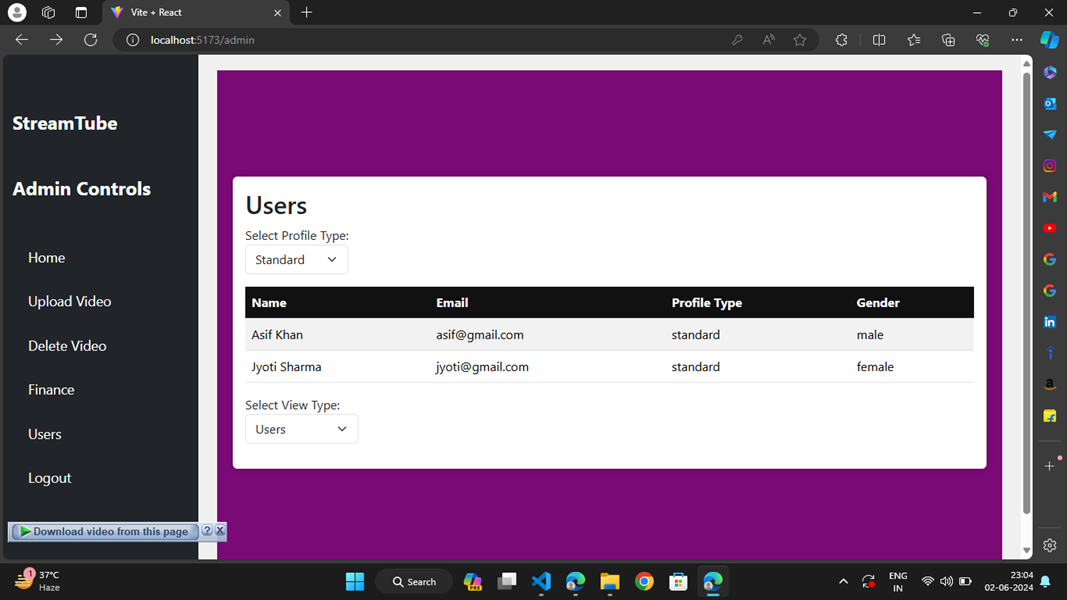 Vite + React
localhost:5173/admin
StreamTube
Admin Controls
Home
Upload Video
Delete Video
Finance
Users
Logout
Users
Select Profile Type:
Standard
Name Email Profile Type Gender
Asif Khan asif@gmail.com standard male
Jyoti Sharma jyoti@gmail.com standard female
Select View Type:
Users
Download video from this page ? X
1 37°C
Haze
Search
PRE
ENG
IN
23:04
02-06-2024